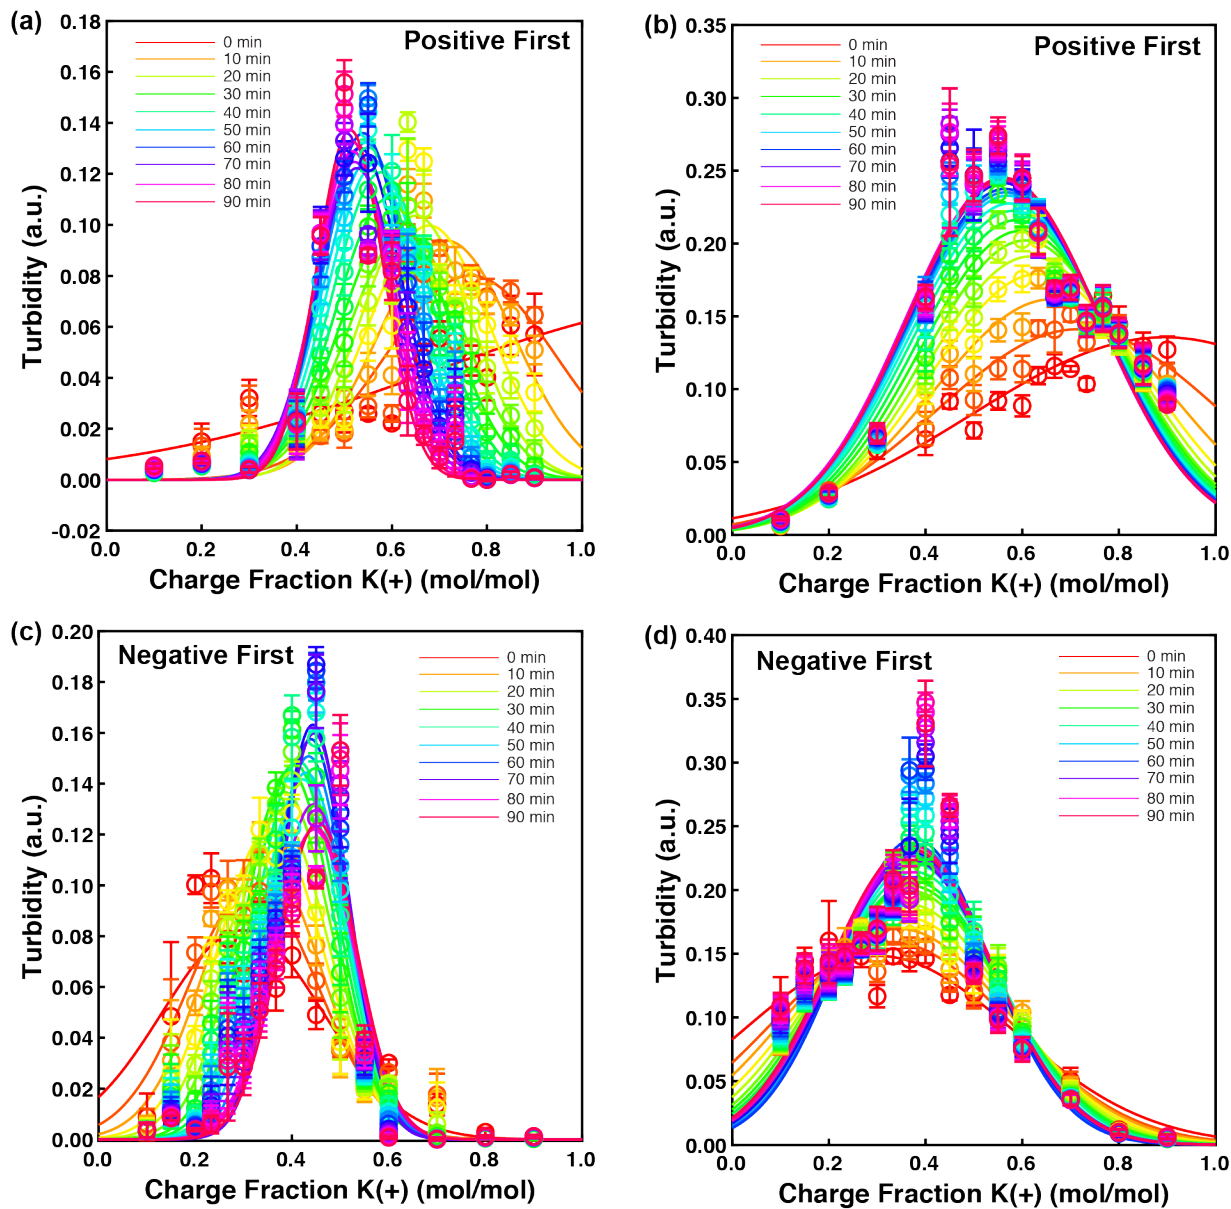 (a)
Positive First
0 min
10 min
20 min
30 min
40 min
50 min
60 min
70 min
80 min
90 min
0.18
0.16
0.14
0.12
0.10
0.08
0.06
0.04
0.02
0.00
-0.02
Turbidity (a.u.)
0.0 0.2 0.4 0.6 0.8 1.0
Charge Fraction K(+) (mol/mol)
(b)
Positive First
0 min
10 min
20 min
30 min
40 min
50 min
60 min
70 min
80 min
90 min
0.35
0.30
0.25
0.20
0.15
0.10
0.05
0.00
Turbidity (a.u.)
0.0 0.2 0.4 0.6 0.8 1.0
Charge Fraction K(+) (mol/mol)
(c)
Negative First
0 min
10 min
20 min
30 min
40 min
50 min
60 min
70 min
80 min
90 min
0.20
0.18
0.16
0.14
0.12
0.10
0.08
0.06
0.04
0.02
0.00
Turbidity (a.u.)
0.0 0.2 0.4 0.6 0.8 1.0
Charge Fraction K(+) (mol/mol)
(d)
Negative First
0 min
10 min
20 min
30 min
40 min
50 min
60 min
70 min
80 min
90 min
0.40
0.35
0.30
0.25
0.20
0.15
0.10
0.05
0.00
Turbidity (a.u.)
0.0 0.2 0.4 0.6 0.8 1.0
Charge Fraction K(+) (mol/mol)